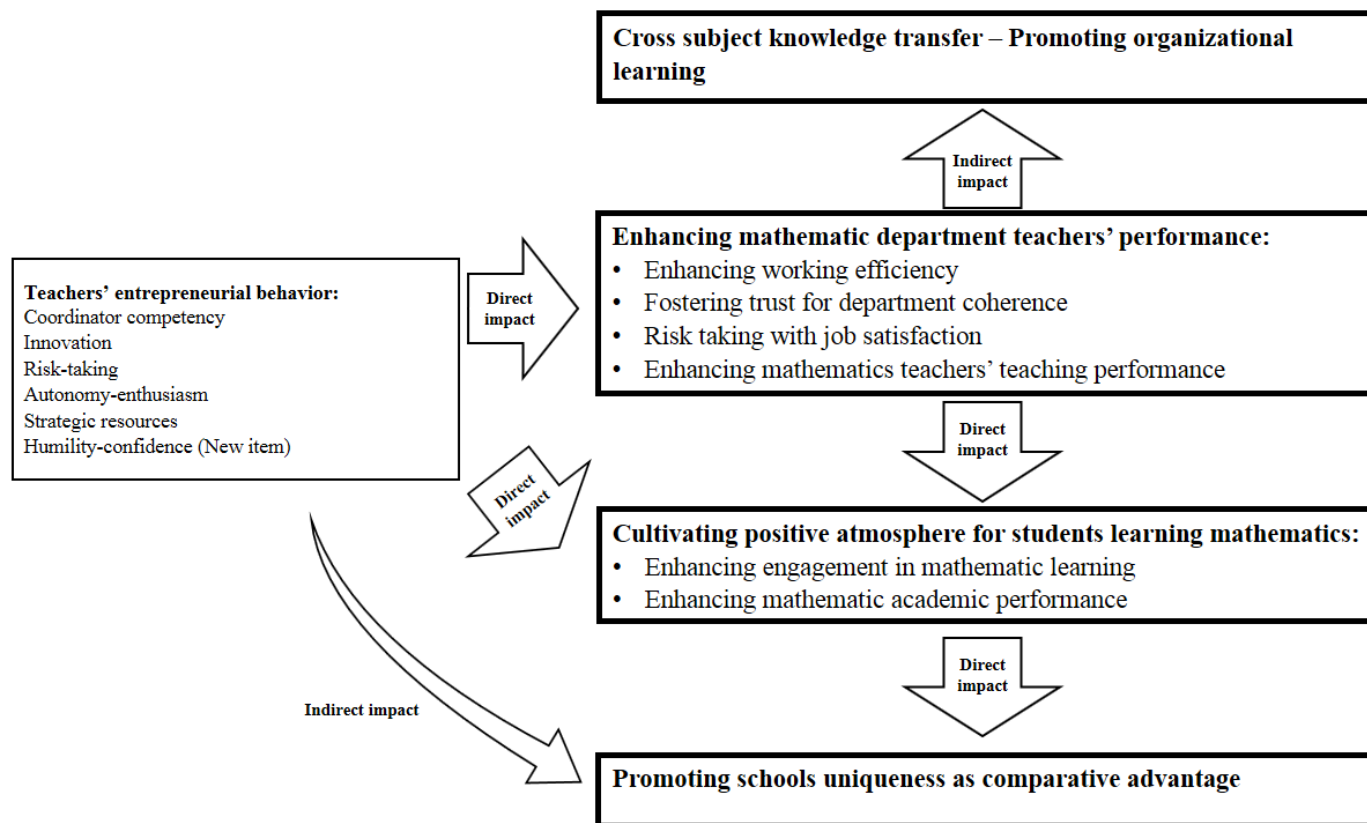 Cross subject knowledge transfer – Promoting organizational
learning
Indirect
impact
Enhancing mathematic department teachers’ performance:
• Enhancing working efficiency
• Fostering trust for department coherence
• Risk taking with job satisfaction
• Enhancing mathematics teachers’ teaching performance
Teachers’ entrepreneurial behavior:
Coordinator competency
Innovation
Risk-taking
Autonomy-enthusiasm
Strategic resources
Humility-confidence (New item)
Direct
impact
Direct
impact
Direct
impact
Cultivating positive atmosphere for students learning mathematics:
• Enhancing engagement in mathematic learning
• Enhancing mathematic academic performance
Direct
impact
Indirect impact
Promoting schools uniqueness as comparative advantage